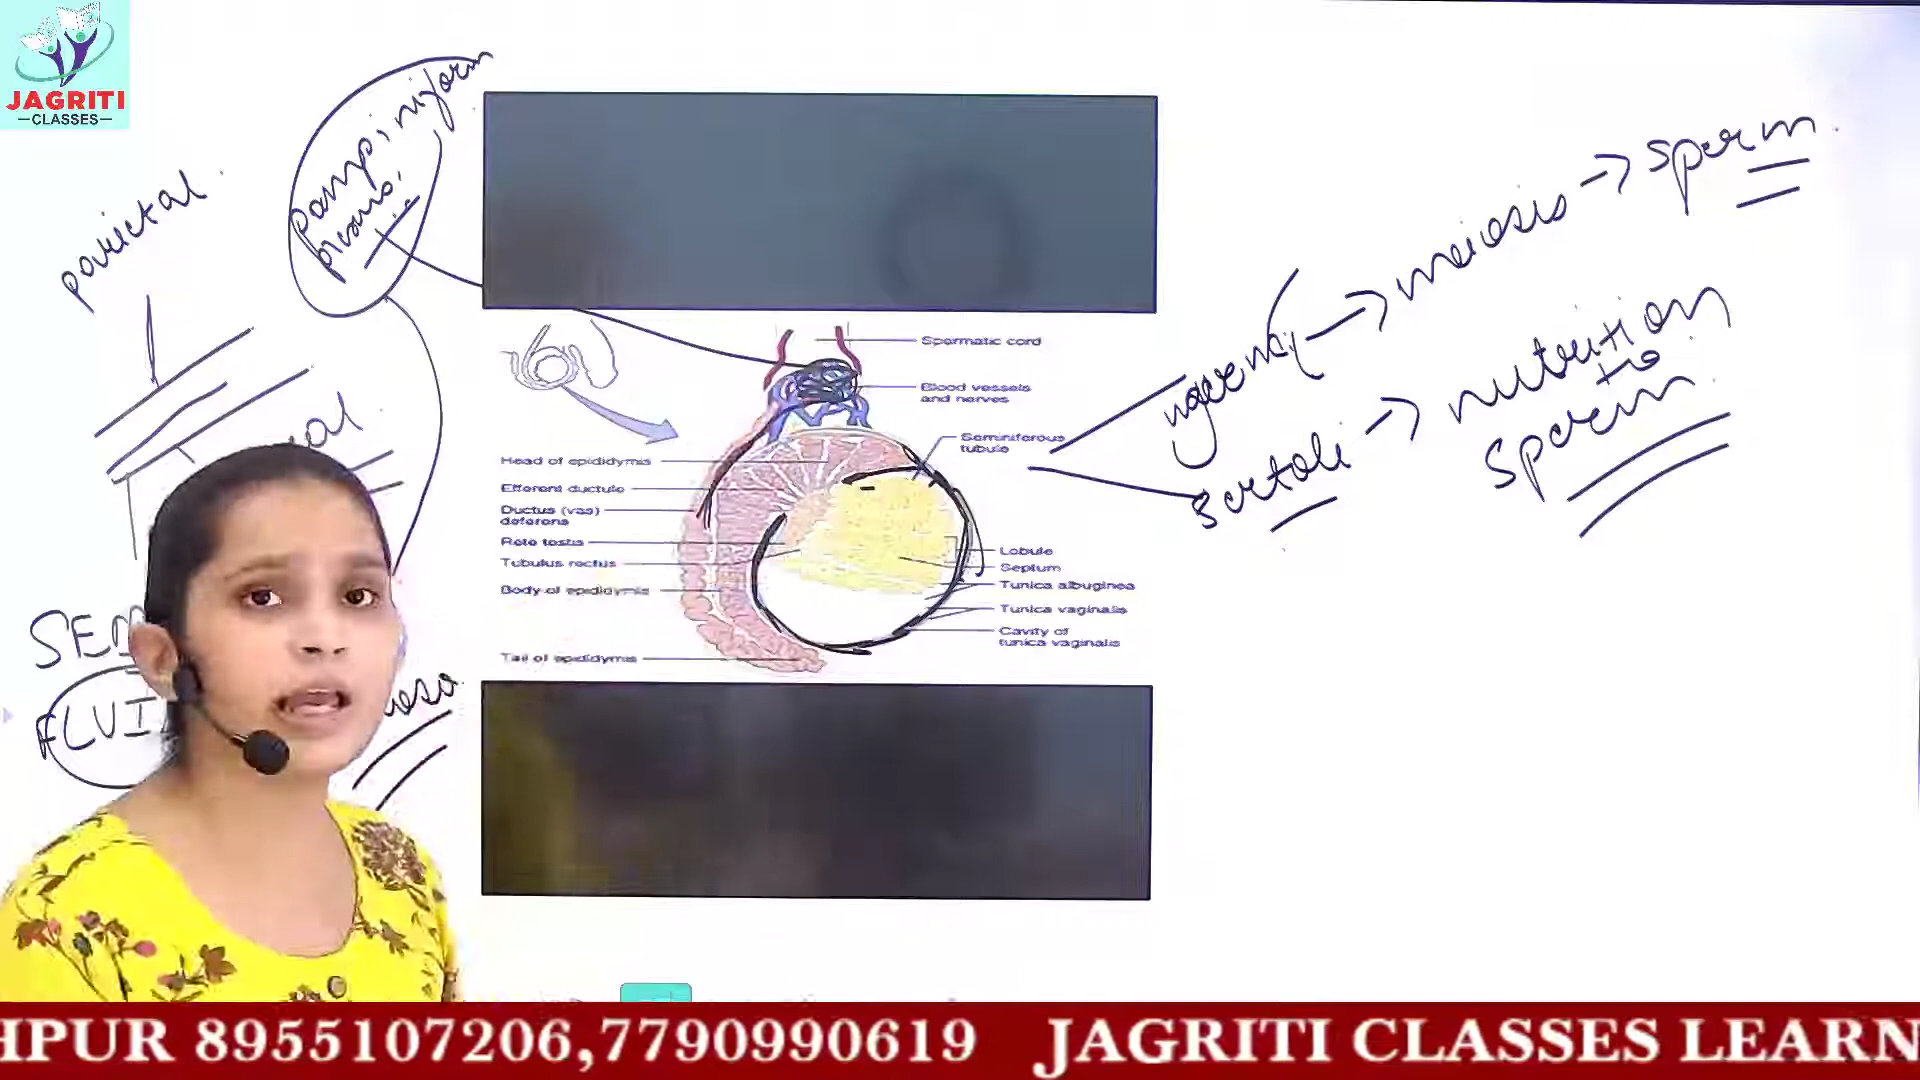 JAGRITI
CLASSES
parietal
pampiniform
plexus
Spermatic cord
Blood vessels
and nerves
Seminiferous
tubule
Head of epididymis
Efferent ductule
Ductus (vas)
deferens
Rete testis
Tubulus rectus
Body of epididymis
Tail of epididymis
Lobule
Septum
Tunica albuginea
Tunica vaginalis
Cavity of
tunica vaginalis
→ meiosis → sperm
sertoli → nutrition
to
sperm
HPUR 8955107206,7790990619 JAGRITI CLASSES LEARN